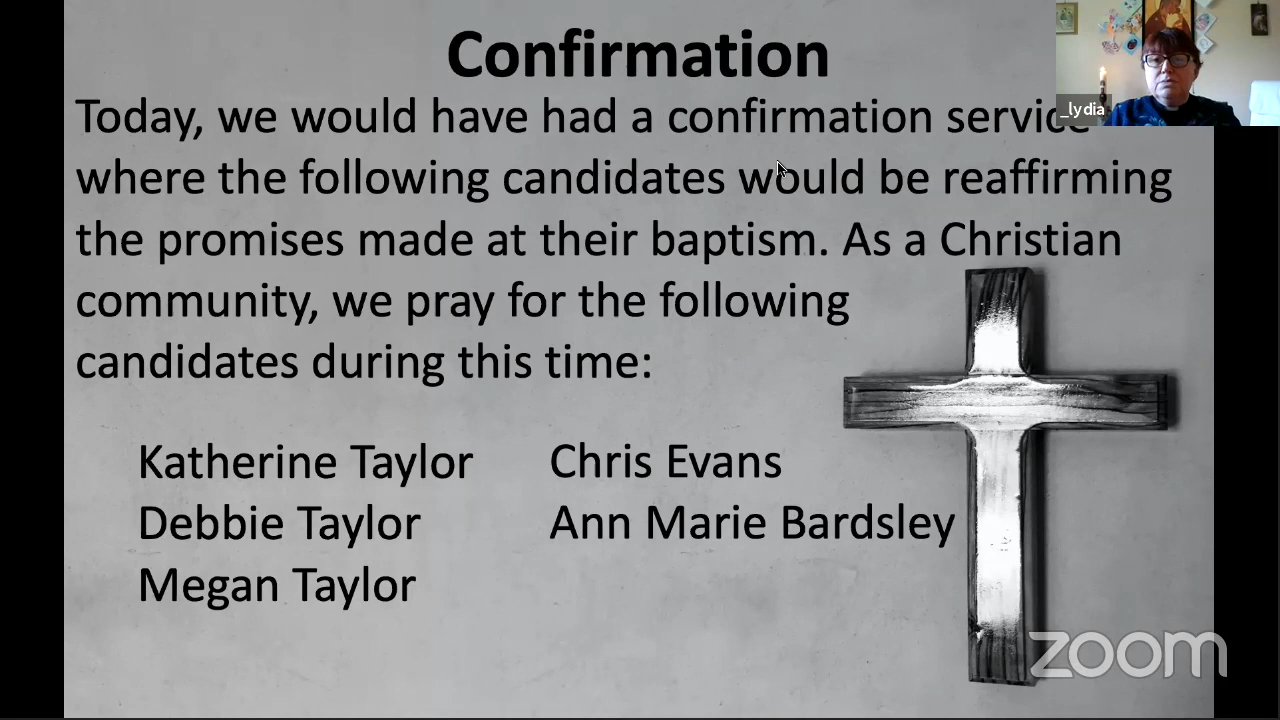 Confirmation
Today, we would have had a confirmation service
where the following candidates would be reaffirming
the promises made at their baptism. As a Christian
community, we pray for the following
candidates during this time:
Katherine Taylor
Debbie Taylor
Megan Taylor
Chris Evans
Ann Marie Bardsley
_lydia
zoom